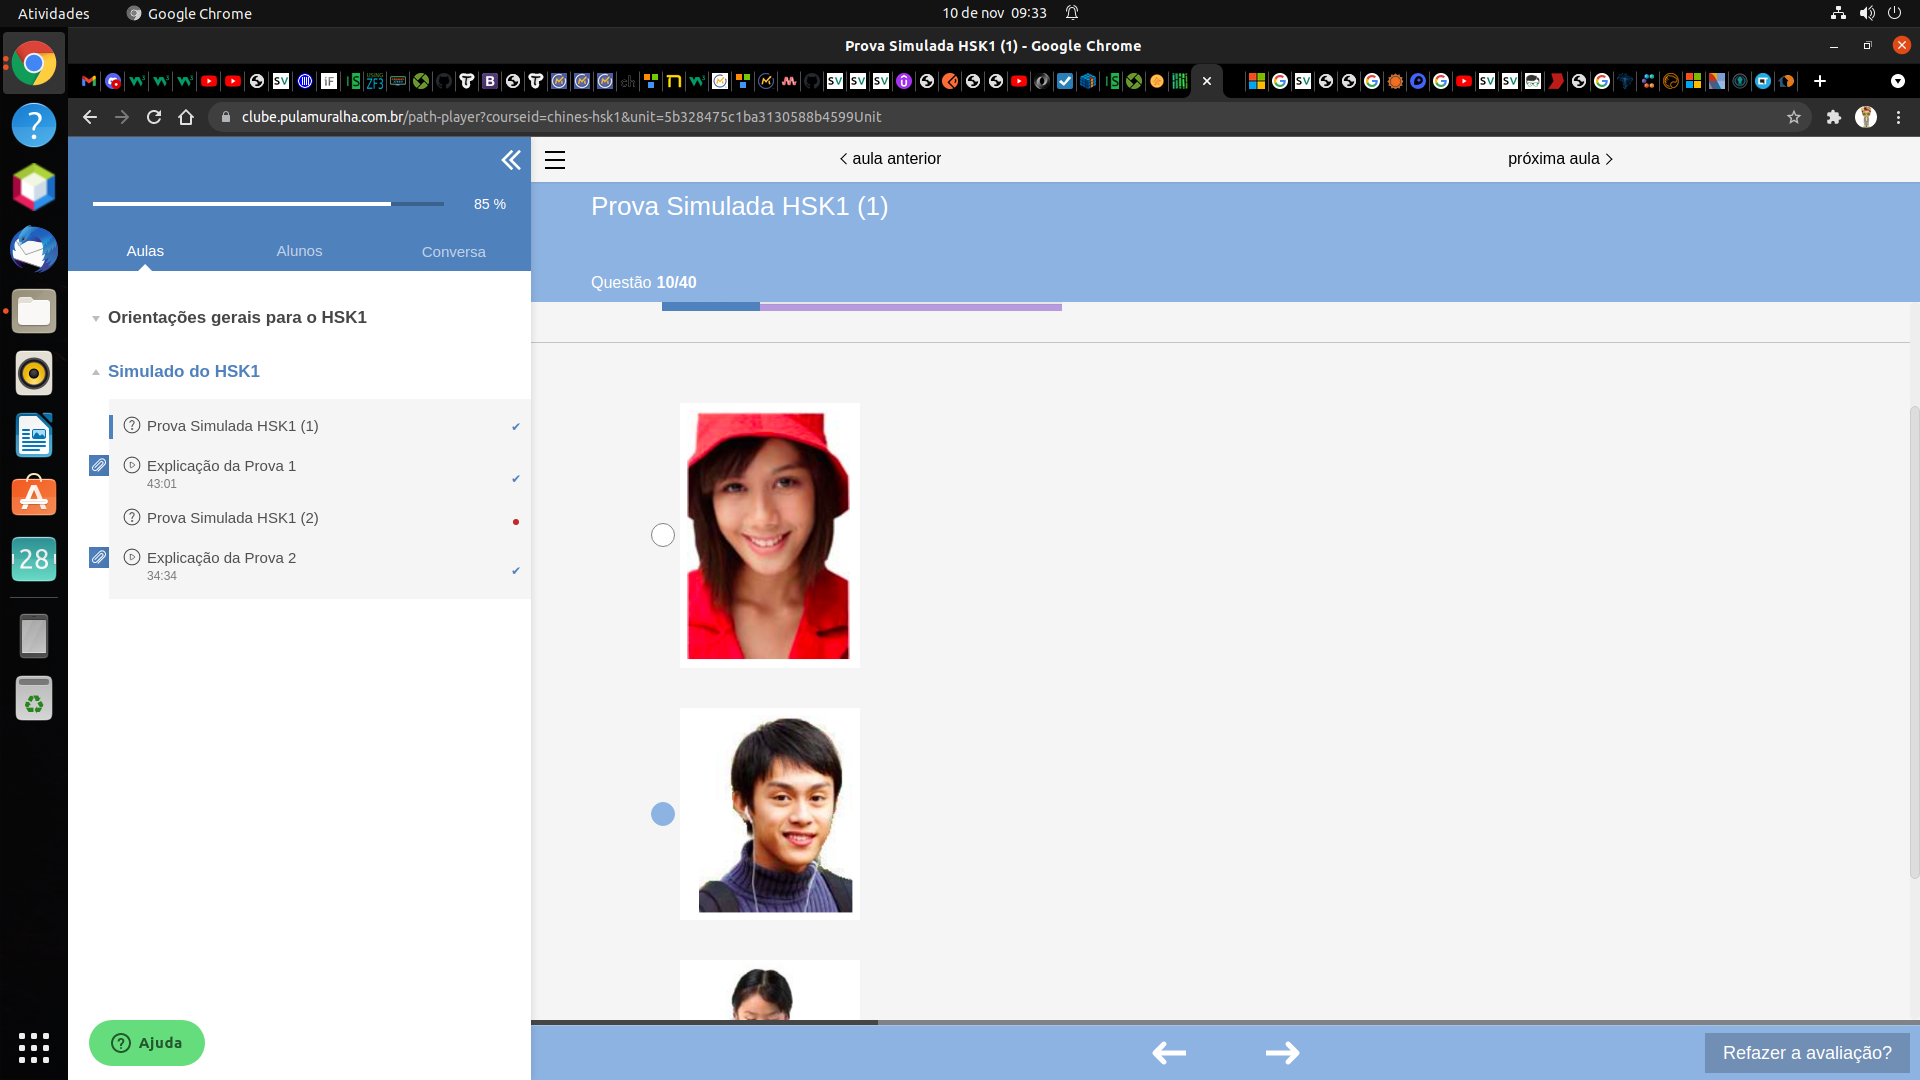 Atividades
Google Chrome
10 de nov 09:33
Prova Simulada HSK1 (1) - Google Chrome
clube.pulamuralha.com.br/path-player?courseid=chines-hsk1&unit=5b328475c1ba3130588b4599Unit
85 %
Aulas
Alunos
Conversa
Orientações gerais para o HSK1
Simulado do HSK1
Prova Simulada HSK1 (1)
Explicação da Prova 1
43:01
Prova Simulada HSK1 (2)
Explicação da Prova 2
34:34
Ajuda
28
aula anterior
próxima aula
Prova Simulada HSK1 (1)
Questão 10/40
Refazer a avaliação?